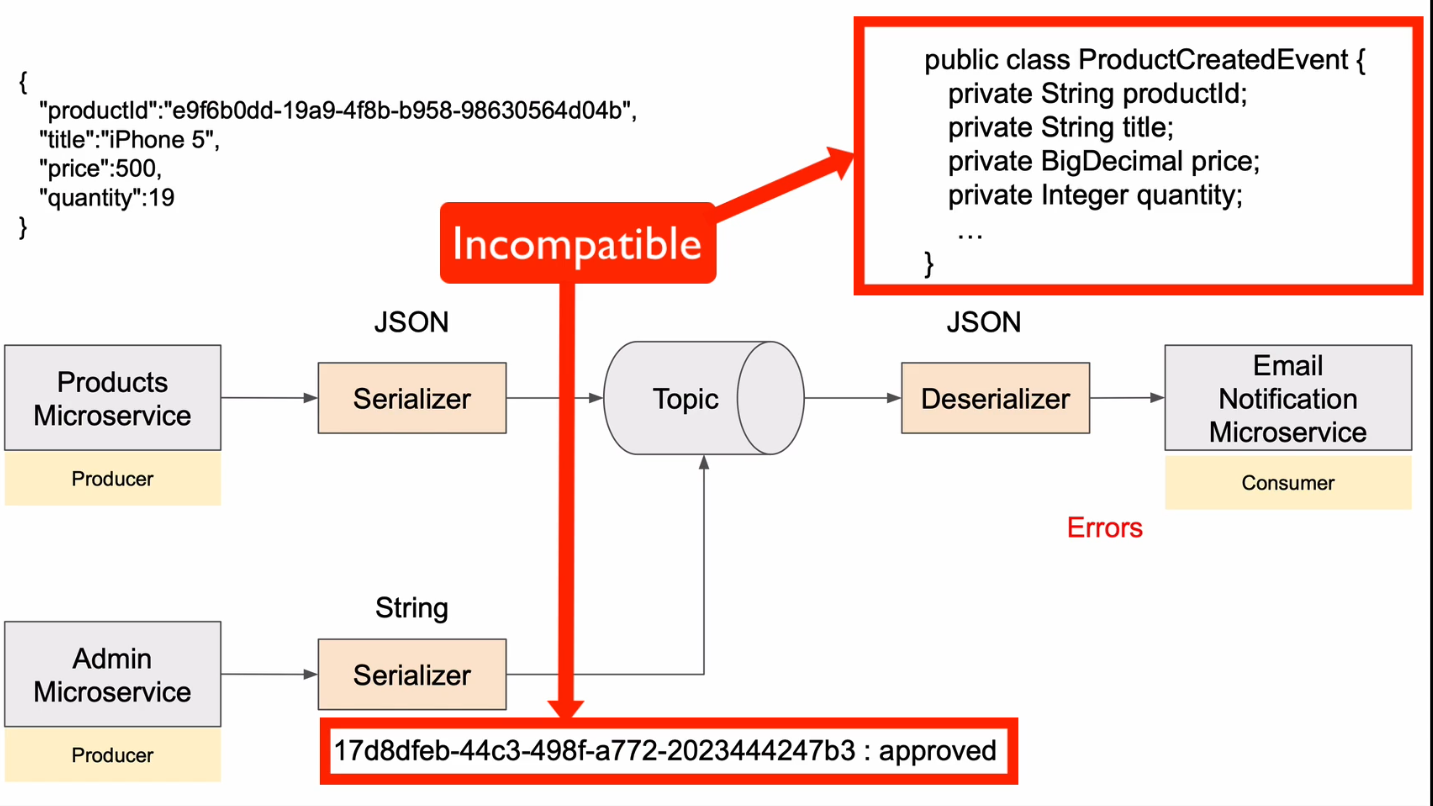 {
"productId":"e9f6b0dd-19a9-4f8b-b958-98630564d04b",
"title":"iPhone 5",
"price":500,
"quantity":19
}
public class ProductCreatedEvent {
private String productId;
private String title;
private BigDecimal price;
private Integer quantity;
...
}
Incompatible
JSON
JSON
Products
Microservice
Serializer
Topic
Deserializer
Email
Notification
Microservice
Producer
Consumer
Errors
String
Admin
Microservice
Serializer
Producer
17d8dfeb-44c3-498f-a772-2023444247b3 : approved